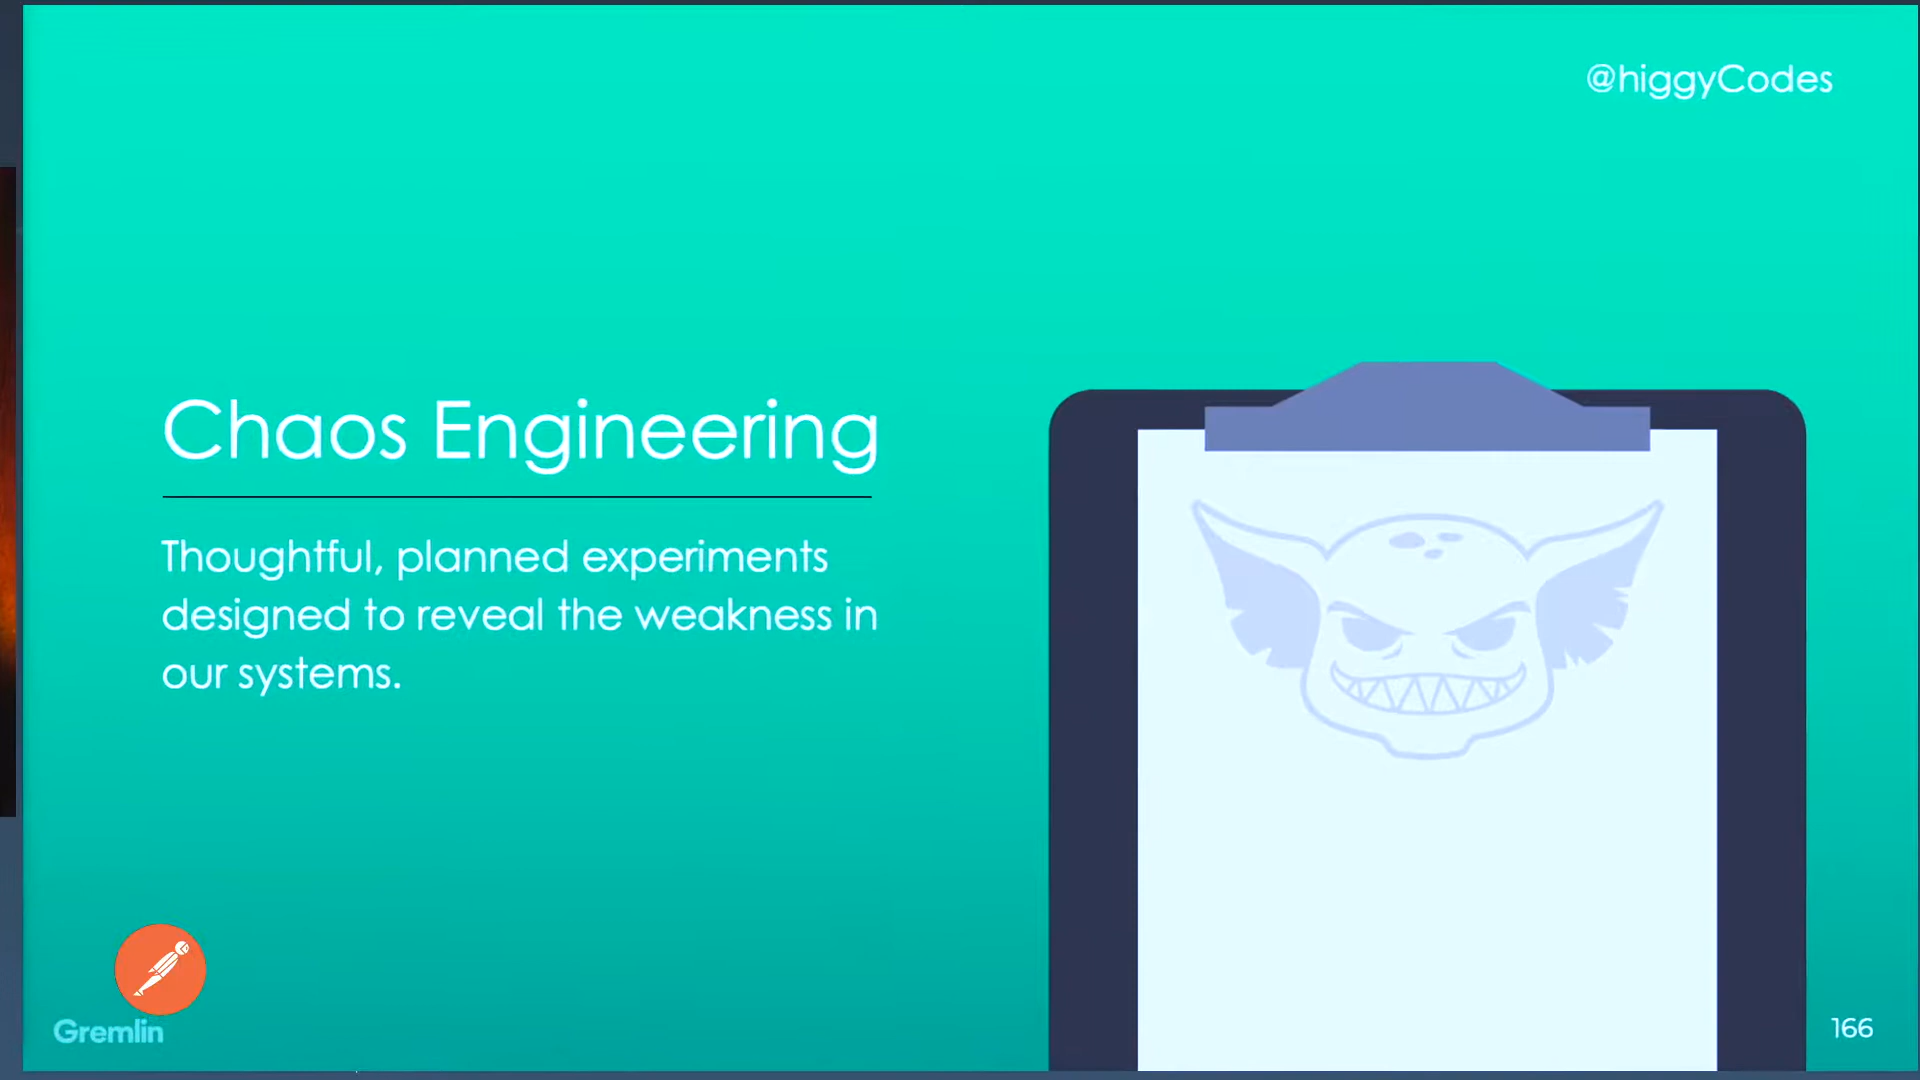 @higgyCodes
Chaos Engineering
Thoughtful, planned experiments
designed to reveal the weakness in
our systems.
Gremlin
166